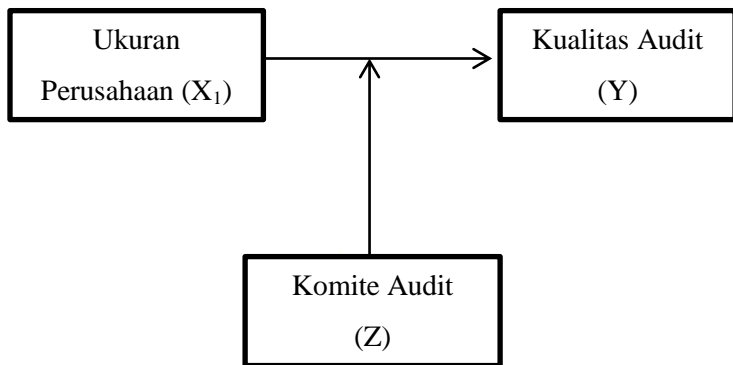 Ukuran
Perusahaan (X₁)
Kualitas Audit
(Y)
Komite Audit
(Z)